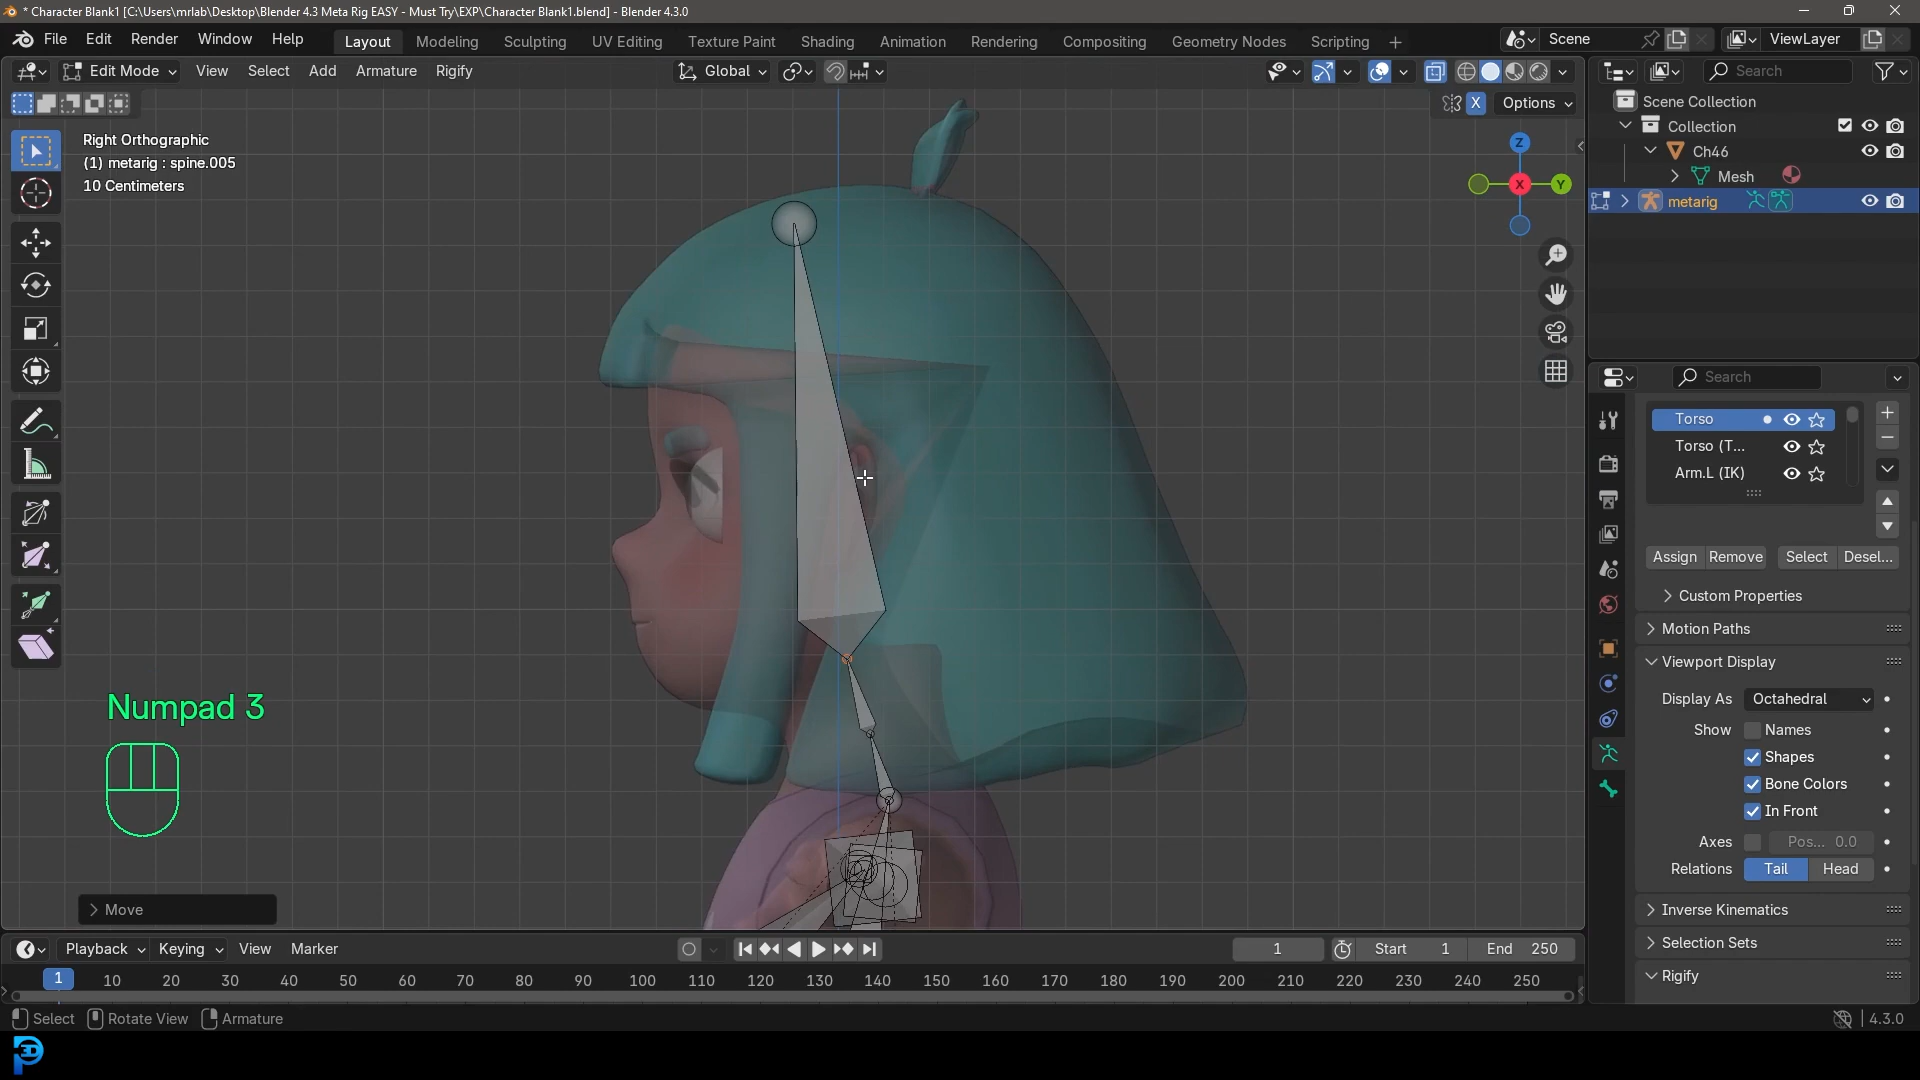 * Character Blank1 [C:\Users\mrlab\Desktop\Blender 4.3 Meta Rig EASY - Must Try\EXP\Character Blank1.blend] - Blender 4.3.0
File Edit Render Window Help Layout Modeling Sculpting UV Editing Texture Paint Shading Animation Rendering Compositing Geometry Nodes Scripting + Scene ViewLayer
Edit Mode View Select Add Armature Rigify Global Search
X Options
Scene Collection
Collection
Ch46
Mesh
metarig
Right Orthographic
(1) metarig : spine.005
10 Centimeters
Z
X
Y
Search
Torso
Torso (T...
Arm.L (IK)
Assign Remove Select Desel...
Custom Properties
Motion Paths
Viewport Display
Display As Octahedral
Show Names
Shapes
Bone Colors
In Front
Axes Pos... 0.0
Relations Tail Head
Inverse Kinematics
Selection Sets
Rigify
Numpad 3
Move
Playback Keying View Marker 1 Start 1 End 250
1 10 20 30 40 50 60 70 80 90 100 110 120 130 140 150 160 170 180 190 200 210 220 230 240 250
Select Rotate View Armature 4.3.0